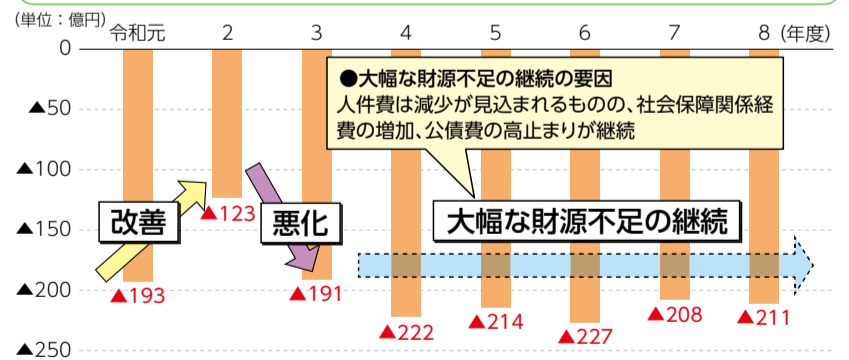 (単位：億円)
令和元 2 3 4 5 6 7 8 (年度)
0
▲50
▲100
▲150
▲200
▲250
●大幅な財源不足の継続の要因
人件費は減少が見込まれるものの、社会保障関係経
費の増加、公債費の高止まりが継続
改善
悪化
大幅な財源不足の継続
▲193
▲123
▲191
▲222
▲214
▲227
▲208
▲211